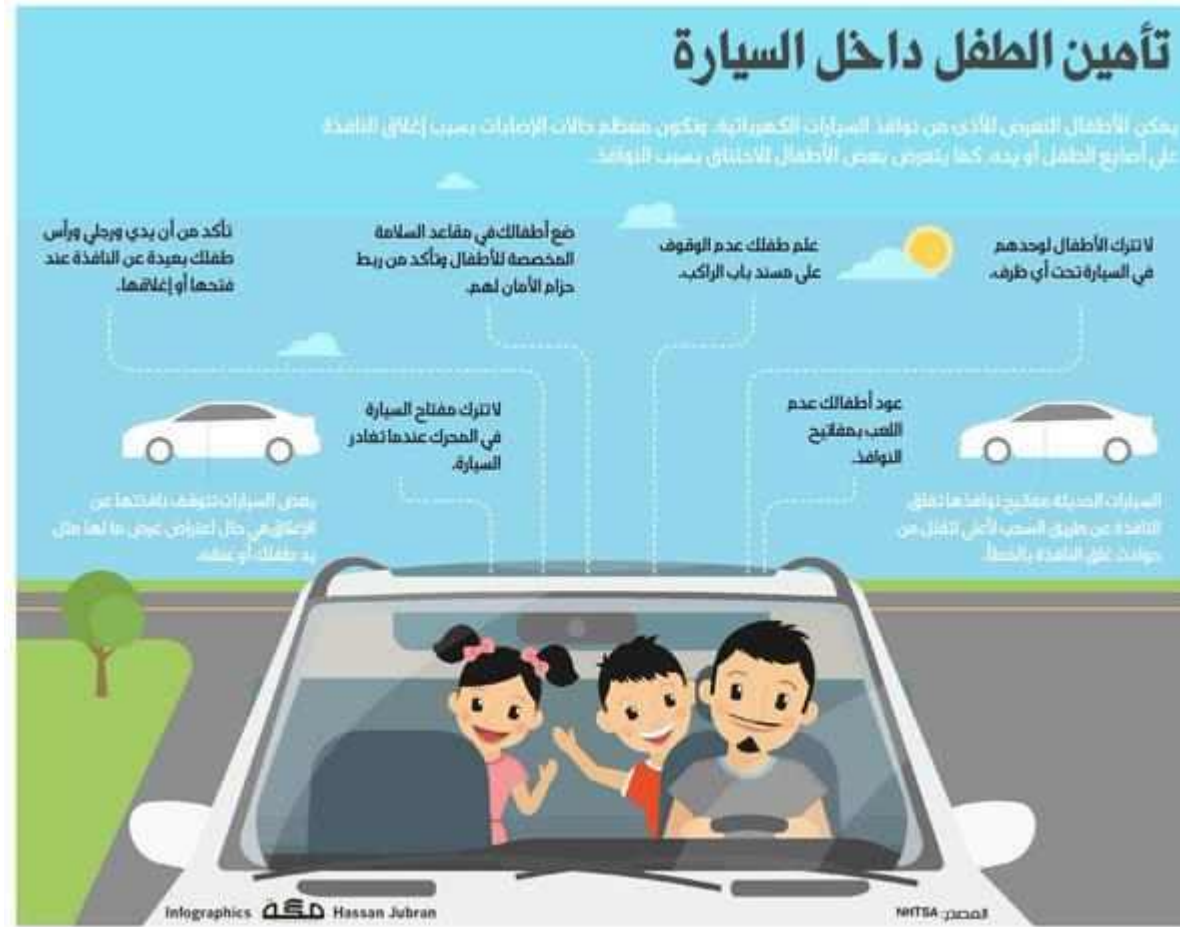 تأمين الطفل داخل السيارة
يمكن للأطفال التعرض للأذى من نوافذ السيارات الكهربائية، وتكون معظم حالات الإصابات بسبب إغلاق النافذة
على أصابع الطفل أو يده، كما يتعرض بعض الأطفال للاختناق بسبب النوافذ.
لا تترك الأطفال لوحدهم
في السيارة تحت أي ظرف.
علم طفلك عدم الوقوف
على مسند باب الراكب.
ضع أطفالك في مقاعد السلامة
المخصصة للأطفال وتأكد من ربط
حزام الأمان لهم.
تأكد من أن يدي ورجلي ورأس
طفلك بعيدة عن النافذة عند
فتحها أو إغلاقها.
عود أطفالك عدم
اللعب بمفاتيح
النوافذ.
لا تترك مفتاح السيارة
في المحرك عندما تغادر
السيارة.
السيارات الحديثة مفاتيح نوافذها تغلق
النافذة عن طريق السحب لأعلى لتقلل من
حوادث غلق النافذة بالخطأ.
بعض السيارات تتوقف نافذتها عن
الإغلاق في حال اعتراض غرض ما لها مثل
يد طفلك أو عنقه.
Infographics مكة Hassan Jubran
المصدر: NHTSA